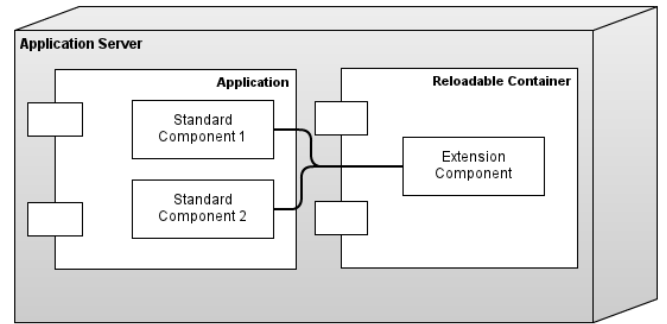 Application Server
Application
Standard
Component 1
Standard
Component 2
Reloadable Container
Extension
Component